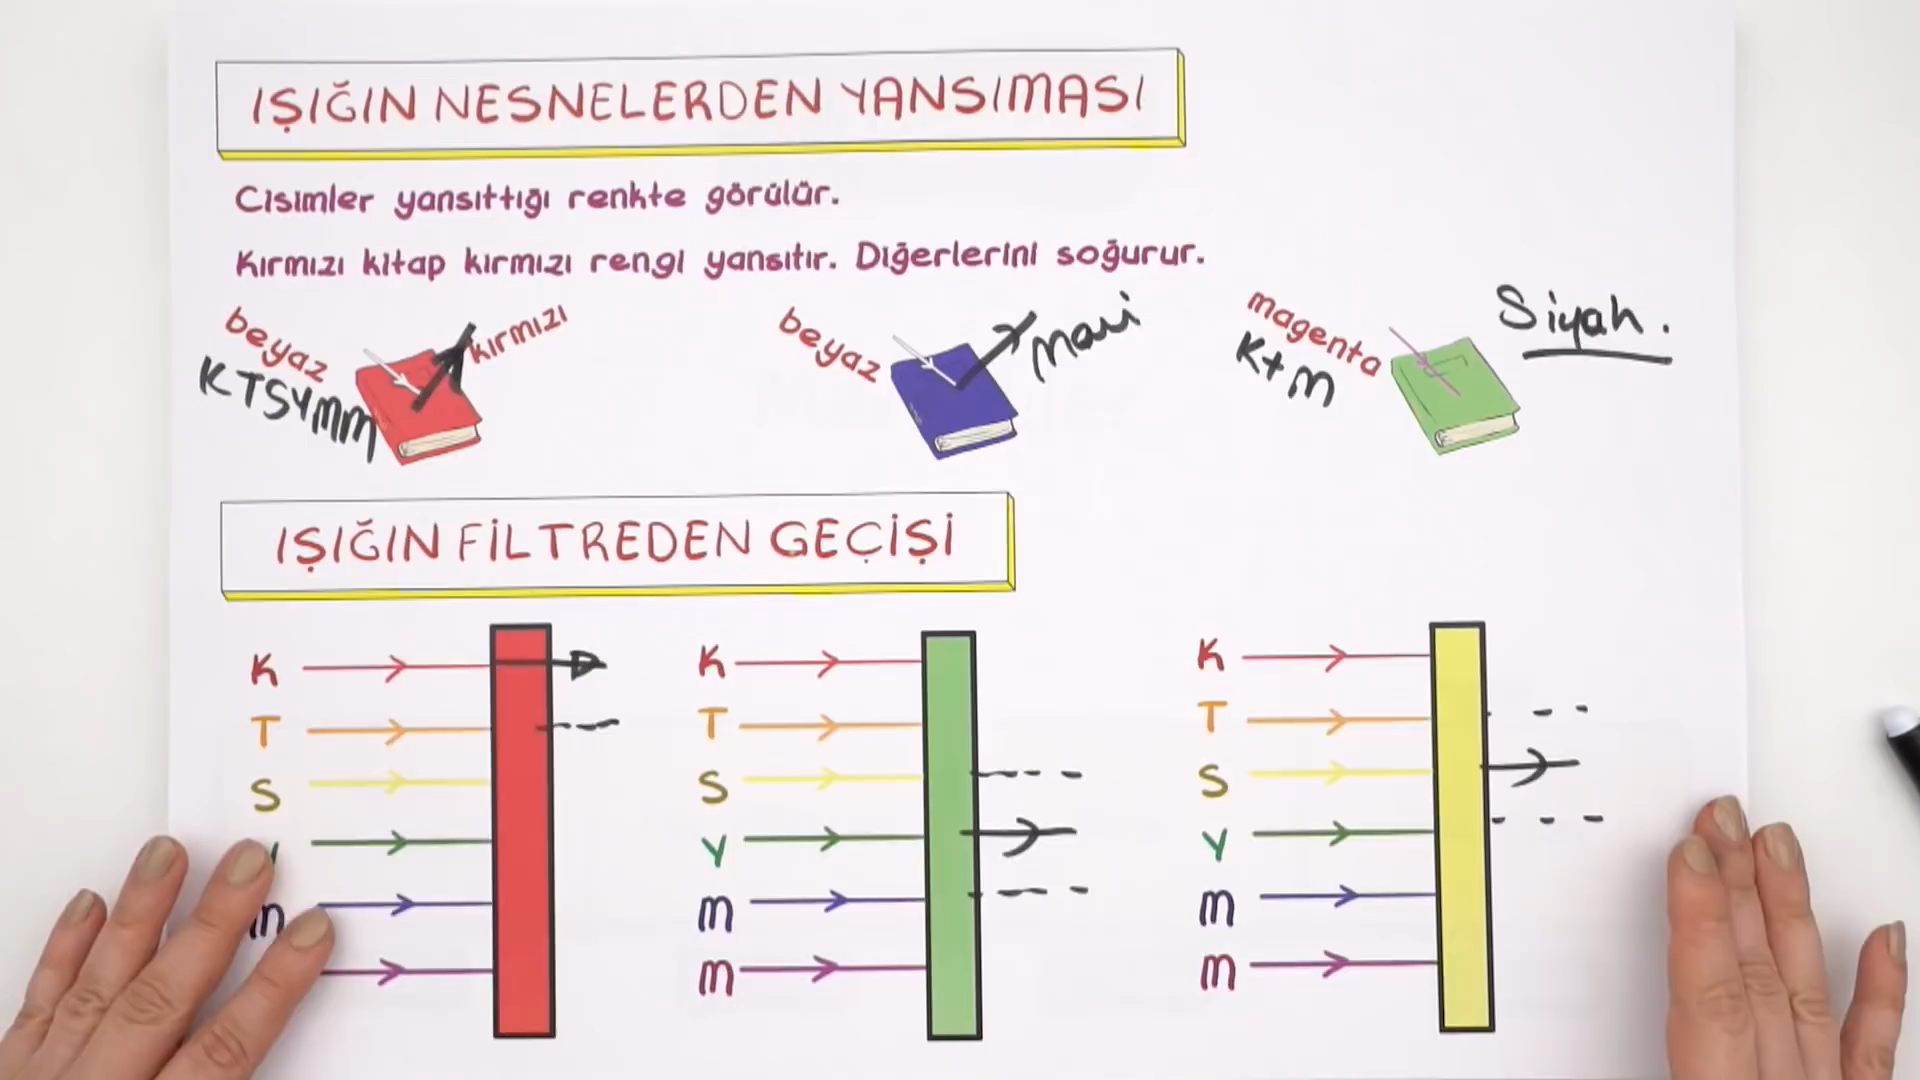 IŞIĞIN NESNELERDEN YANSIMASI
Cisimler yansıttığı renkte görülür.
Kırmızı kitap kırmızı rengi yansıtır. Diğerlerini soğurur.
beyaz
KTSYMM
kırmızı
beyaz
Mavi
magenta
K+M
Siyah.
IŞIĞIN FİLTREDEN GEÇİŞİ
K
T
S
m
K
T
S
Y
m
m
K
T
S
Y
m
m